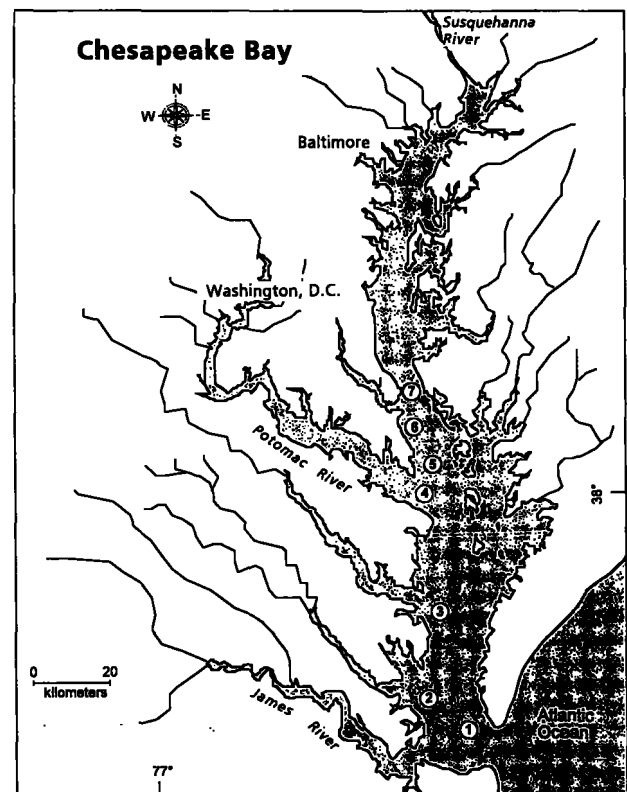 Susquehanna
River
Chesapeake Bay
N
W E
S
Baltimore
Washington, D.C.
7
6
Potomac River
5
4
38°
3
0 20
kilometers
2
James River
1
Atlantic
Ocean
77°